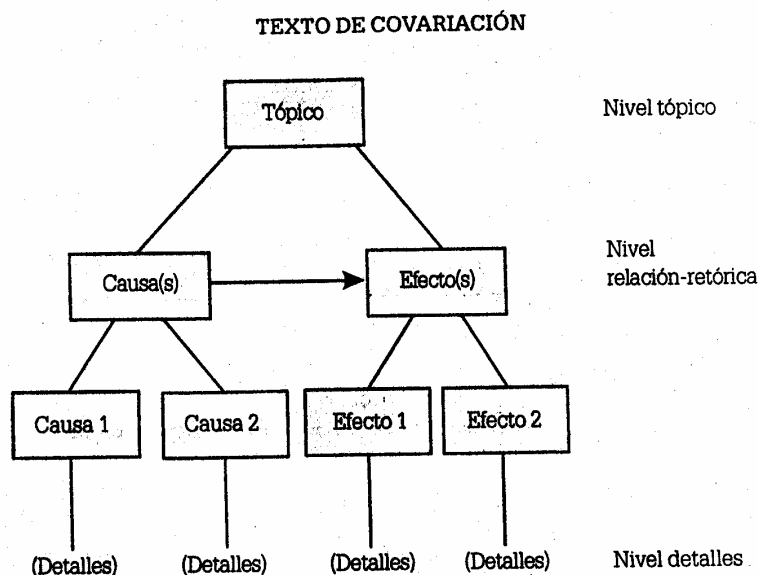 TEXTO DE COVARIACIÓN
Tópico
Nivel tópico
Causa(s)
Efecto(s)
Nivel
relación-retórica
Causa 1
Causa 2
Efecto 1
Efecto 2
(Detalles)
(Detalles)
(Detalles)
(Detalles)
Nivel detalles